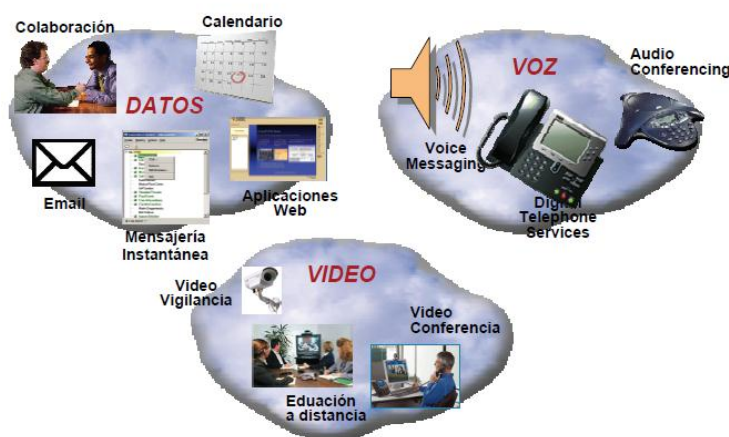 Colaboración
Calendario
DATOS
Email
Mensajería
Instantánea
Aplicaciones
Web
VOZ
Audio
Conferencing
Voice
Messaging
Digital
Telephone
Services
VIDEO
Video
Vigilancia
Video
Conferencia
Eduación
a distancia